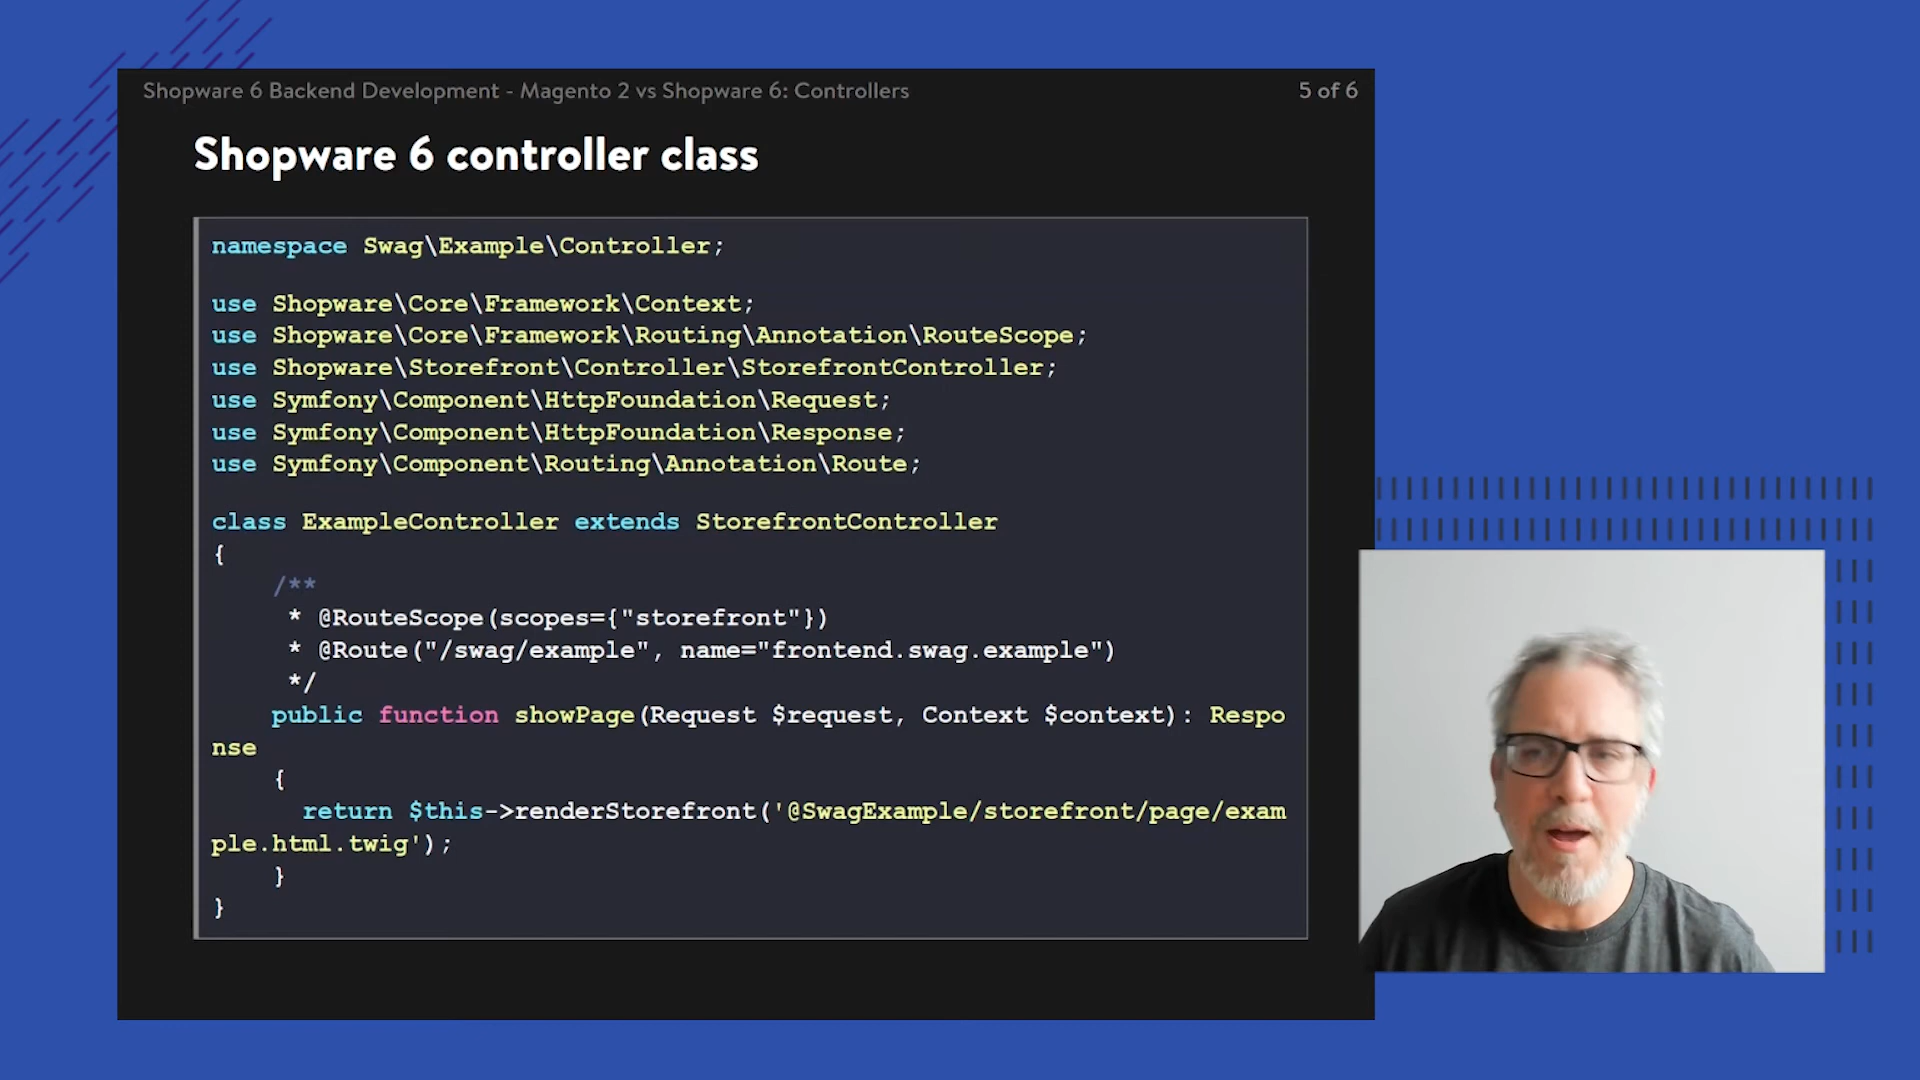 Shopware 6 Backend Development - Magento 2 vs Shopware 6: Controllers
5 of 6
Shopware 6 controller class
namespace Swag\Example\Controller;
use Shopware\Core\Framework\Context;
use Shopware\Core\Framework\Routing\Annotation\RouteScope;
use Shopware\Storefront\Controller\StorefrontController;
use Symfony\Component\HttpFoundation\Request;
use Symfony\Component\HttpFoundation\Response;
use Symfony\Component\Routing\Annotation\Route;
class ExampleController extends StorefrontController
{
/**
* @RouteScope(scopes={"storefront"})
* @Route("/swag/example", name="frontend.swag.example")
*/
public function showPage(Request $request, Context $context): Respo
nse
{
return $this->renderStorefront('@SwagExample/storefront/page/exam
ple.html.twig');
}
}